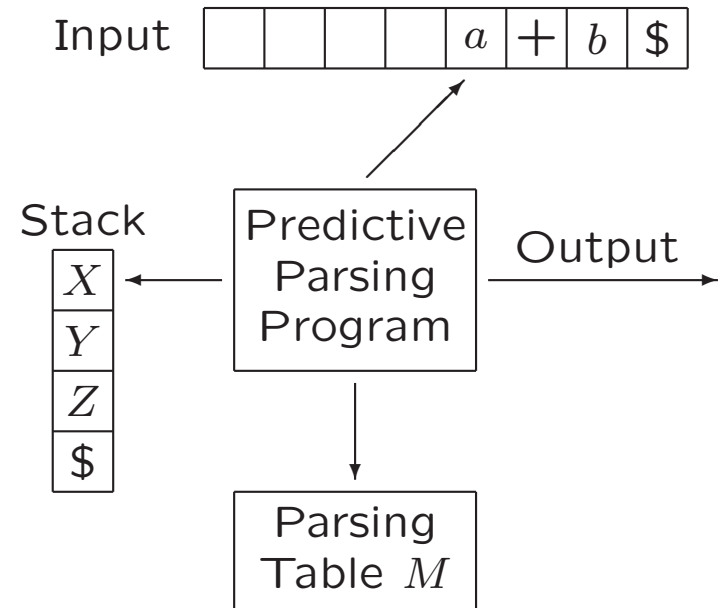 Input a + b $
Stack
Predictive
Parsing
Program
Output
X
Y
Z
$
Parsing
Table M